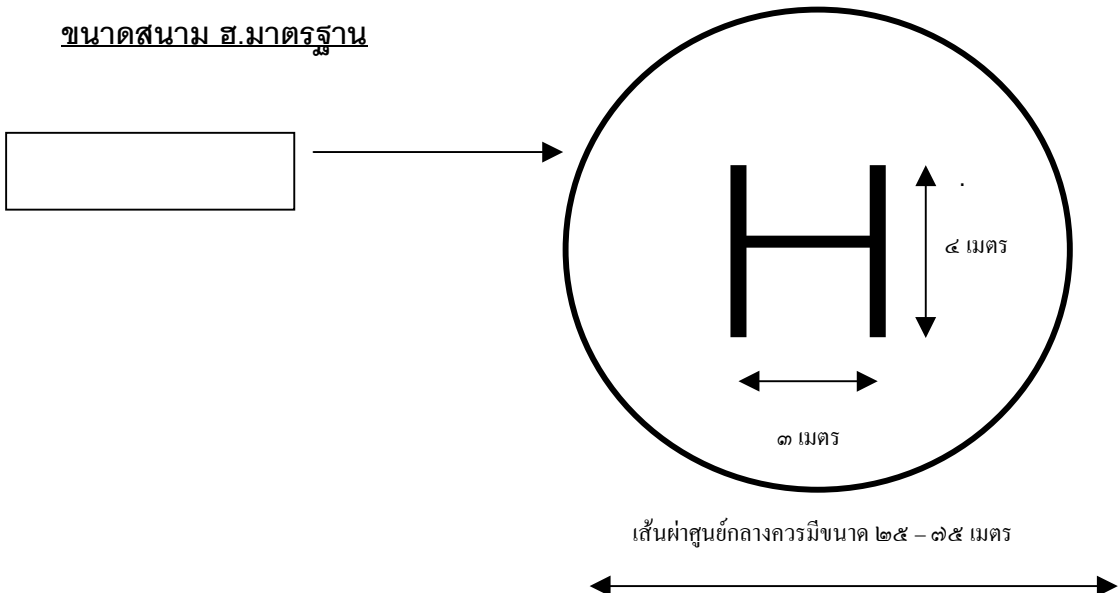 ขนาดสนาม ฮ.มาตรฐาน
H
.
๔ เมตร
๓ เมตร
เส้นผ่าศูนย์กลางควรมีขนาด ๒๕ – ๗๕ เมตร